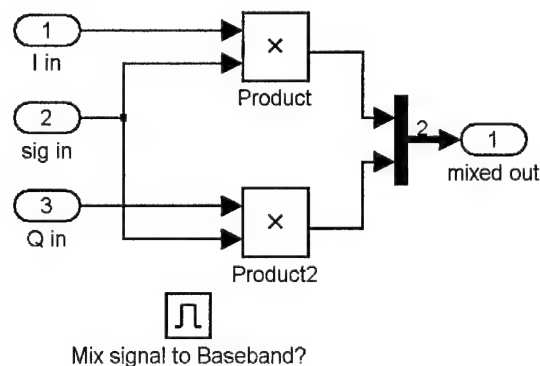 1
I in
×
Product
2
sig in
2
1
mixed out
3
Q in
×
Product2
Mix signal to Baseband?